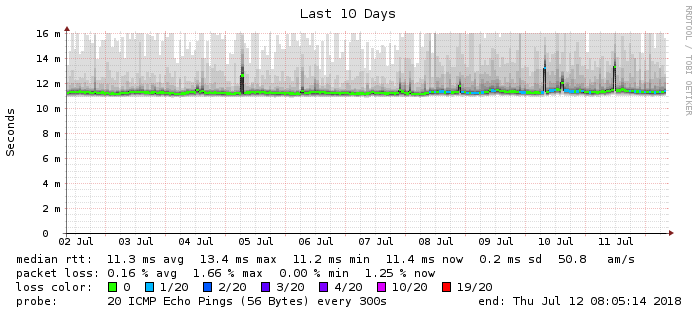 Last 10 Days
RRDTOOL / TOBI OETIKER
Seconds
16 m
14 m
12 m
10 m
8 m
6 m
4 m
2 m
0
02 Jul 03 Jul 04 Jul 05 Jul 06 Jul 07 Jul 08 Jul 09 Jul 10 Jul 11 Jul
median rtt: 11.3 ms avg 13.4 ms max 11.2 ms min 11.4 ms now 0.2 ms sd 50.8 am/s
packet loss: 0.16 % avg 1.66 % max 0.00 % min 1.25 % now
loss color: 0 1/20 2/20 3/20 4/20 10/20 19/20
probe: 20 ICMP Echo Pings (56 Bytes) every 300s end: Thu Jul 12 08:05:14 2018